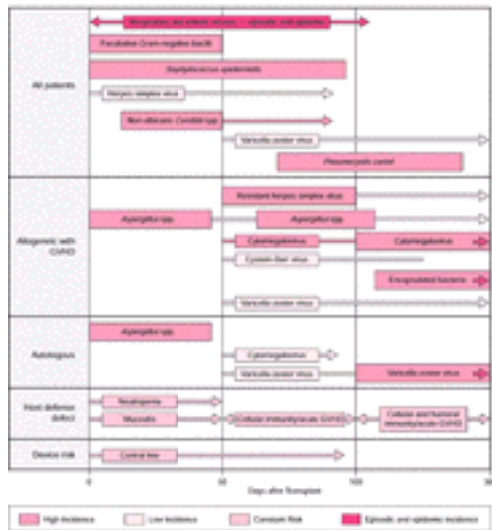 Respiratory and enteric viruses — episodic and epidemic
Facultative Gram-negative bacilli
Staphylococcus epidermidis
All patients
Herpes simplex virus
Non-albicans Candida spp.
Varicella zoster virus
Pneumocystis carinii
Resistant herpes simplex virus
Aspergillus spp. Aspergillus spp.
Allogeneic with
GVHD
Cytomegalovirus Cytomegalovirus
Epstein-Barr virus
Encapsulated bacteria
Varicella zoster virus
Aspergillus spp.
Autologous
Cytomegalovirus
Varicella zoster virus Varicella zoster virus
Host defense
defect
Neutropenia
Mucositis Cellular immunity/acute GVHD
Cellular and humoral
immunity/acute GVHD
Device risk Central line
0 50 100
Days after Transplant
High Incidence Low Incidence Constant Risk Episodic and epidemic incidence